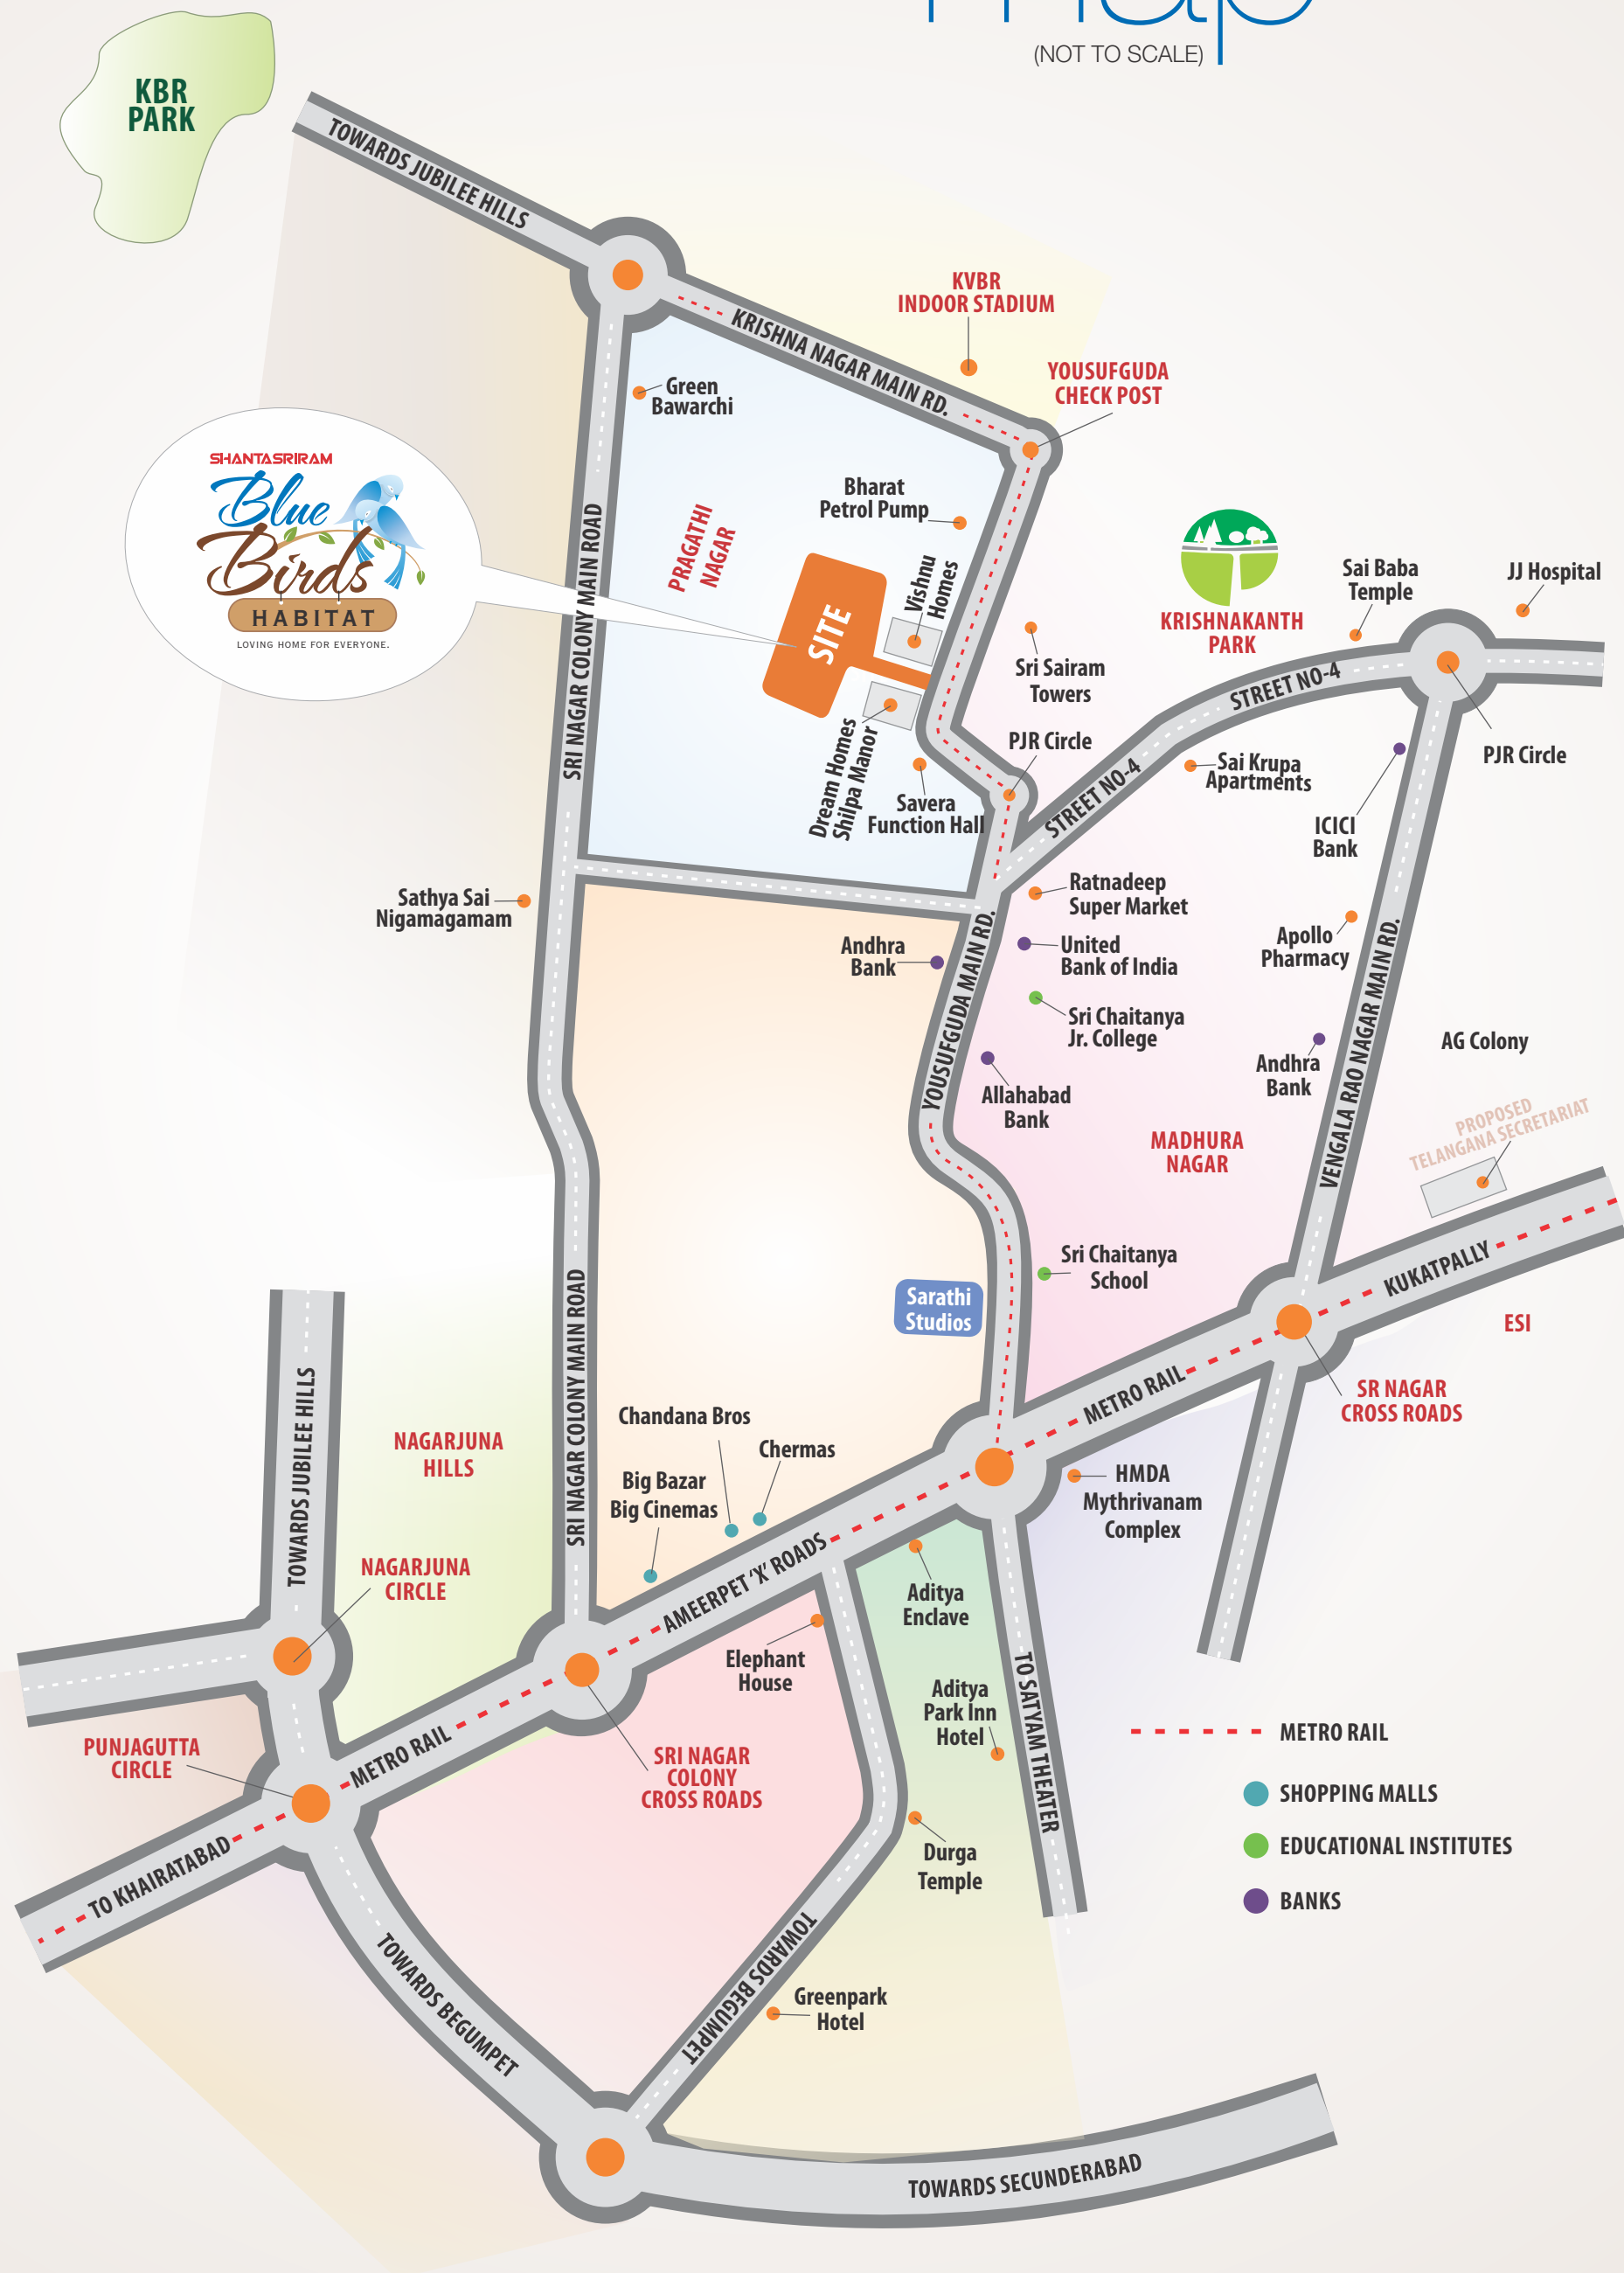 map
(NOT TO SCALE)
KBR
PARK
TOWARDS JUBILEE HILLS
KRISHNA NAGAR MAIN RD.
KVBR
INDOOR STADIUM
YOUSUFGUDA
CHECK POST
Green
Bawarchi
SHANTASRIRAM
Blue
Birds
HABITAT
LOVING HOME FOR EVERYONE.
SRI NAGAR COLONY MAIN ROAD
PRAGATHI
NAGAR
Bharat
Petrol Pump
SITE
Vishnu
Homes
Dream Homes
Shilpa Manor
Savera
Function Hall
Sri Sairam
Towers
PJR Circle
KRISHNAKANTH
PARK
Sai Baba
Temple
JJ Hospital
STREET NO-4
STREET NO-4
PJR Circle
Sai Krupa
Apartments
ICICI
Bank
Sathya Sai
Nigamagamam
Ratnadeep
Super Market
Andhra
Bank
United
Bank of India
Apollo
Pharmacy
YOUSUFGUDA MAIN RD.
Sri Chaitanya
Jr. College
VENGALA RAO NAGAR MAIN RD.
AG Colony
Andhra
Bank
Allahabad
Bank
MADHURA
NAGAR
PROPOSED
TELANGANA SECRETARIAT
Sri Chaitanya
School
KUKATPALLY
Sarathi
Studios
ESI
SRI NAGAR COLONY MAIN ROAD
METRO RAIL
SR NAGAR
CROSS ROADS
TOWARDS JUBILEE HILLS
NAGARJUNA
HILLS
Chandana Bros
Chermas
Big Bazar
Big Cinemas
HMDA
Mythrivanam
Complex
AMEERPET 'X' ROADS
NAGARJUNA
CIRCLE
Aditya
Enclave
Elephant
House
Aditya
Park Inn
Hotel
TO SATYAM THEATER
PUNJAGUTTA
CIRCLE
METRO RAIL
SRI NAGAR
COLONY
CROSS ROADS
METRO RAIL
SHOPPING MALLS
EDUCATIONAL INSTITUTES
BANKS
Durga
Temple
TO KHAIRATABAD
TOWARDS BEGUMPET
TOWARDS BEGUMPET
Greenpark
Hotel
TOWARDS SECUNDERABAD